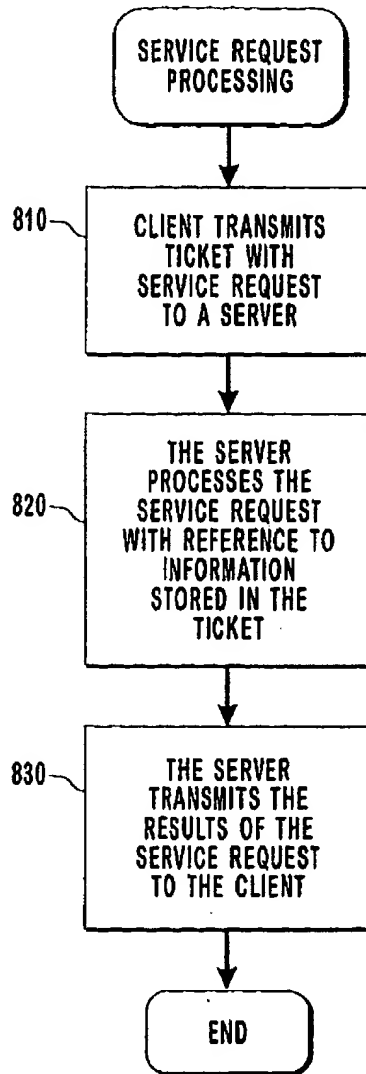 SERVICE REQUEST
PROCESSING
810
CLIENT TRANSMITS
TICKET WITH
SERVICE REQUEST
TO A SERVER
820
THE SERVER
PROCESSES THE
SERVICE REQUEST
WITH REFERENCE TO
INFORMATION
STORED IN THE
TICKET
830
THE SERVER
TRANSMITS THE
RESULTS OF THE
SERVICE REQUEST
TO THE CLIENT
END